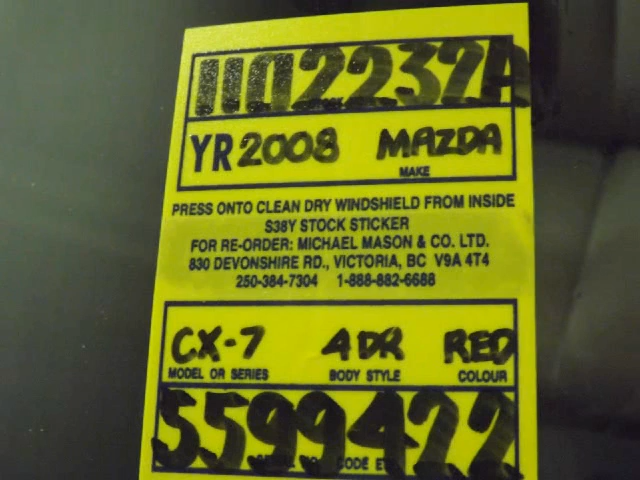 1102232A
YR 2008 MAZDA
MAKE
PRESS ONTO CLEAN DRY WINDSHIELD FROM INSIDE
S38Y STOCK STICKER
FOR RE-ORDER: MICHAEL MASON & CO. LTD.
830 DEVONSHIRE RD., VICTORIA, BC V9A 4T4
250-384-7304 1-888-882-6688
CX-7 4DR RED
MODEL OR SERIES BODY STYLE COLOUR
5599422
CODE